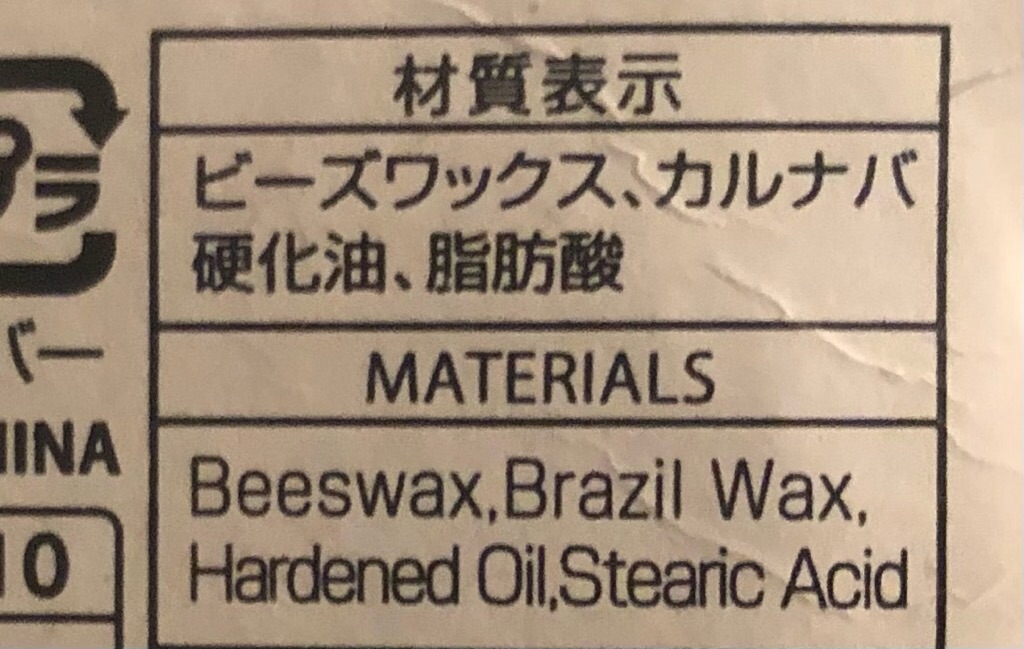 材質表示
ビーズワックス、カルナバ
硬化油、脂肪酸
MATERIALS
Beeswax,Brazil Wax,
Hardened Oil,Stearic Acid
プラ
バー
HINA
10